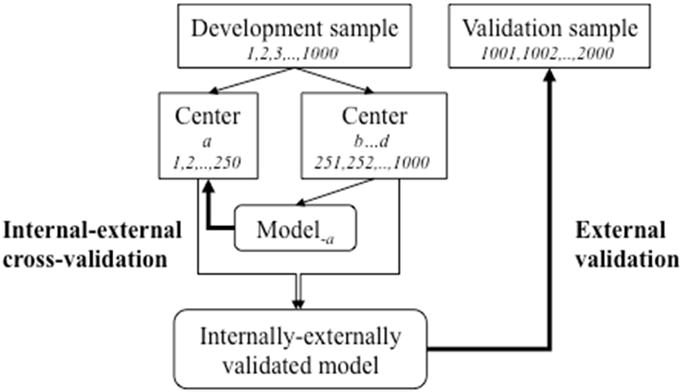 Development sample
1,2,3,..,1000
Validation sample
1001,1002,..,2000
Center
a
1,2,..,250
Center
b...d
251,252,..,1000
Model-a
Internal-external
cross-validation
External
validation
Internally-externally
validated model